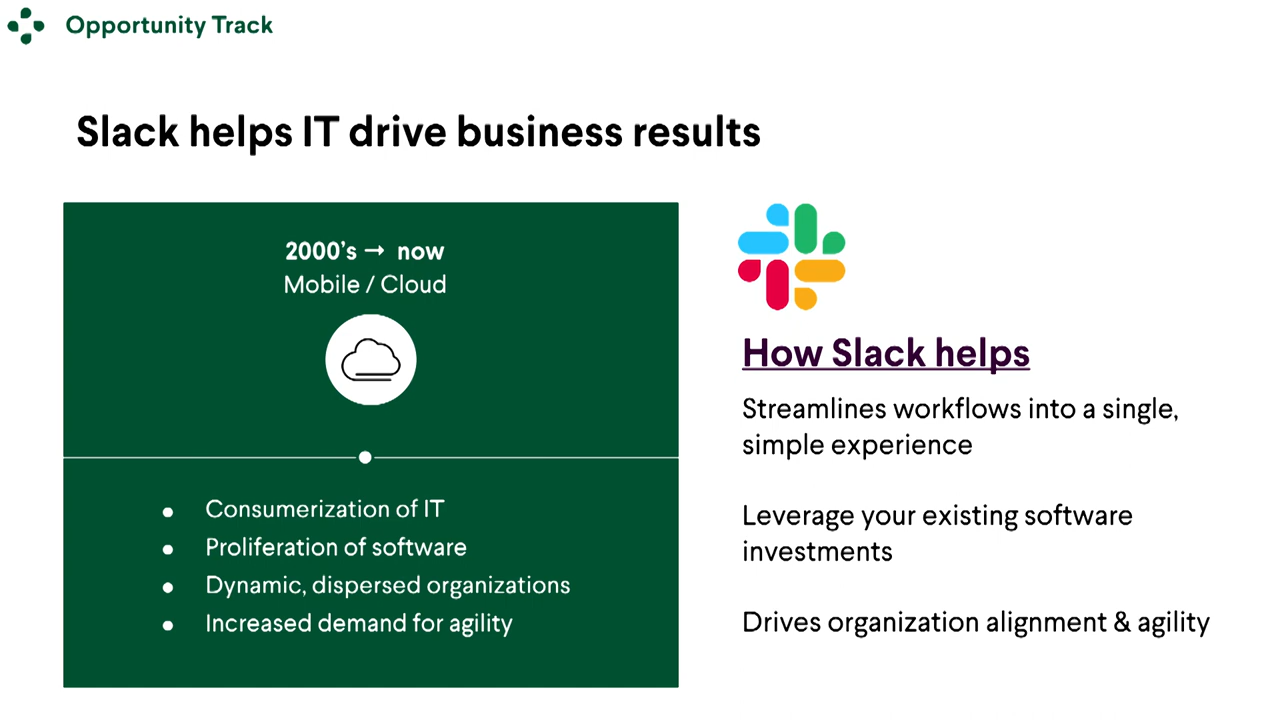 Opportunity Track
Slack helps IT drive business results
2000's → now
Mobile / Cloud
● Consumerization of IT
● Proliferation of software
● Dynamic, dispersed organizations
● Increased demand for agility
How Slack helps
Streamlines workflows into a single,
simple experience
Leverage your existing software
investments
Drives organization alignment & agility